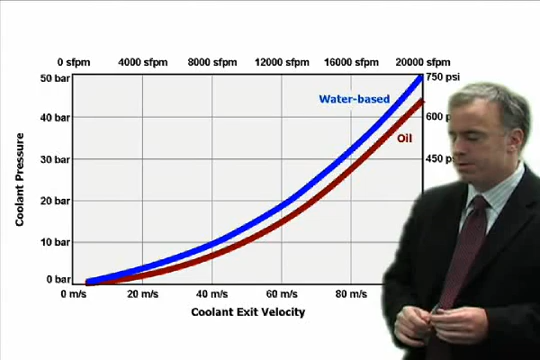 0 sfpm 4000 sfpm 8000 sfpm 12000 sfpm 16000 sfpm 20000 sfpm
50 bar 750 psi
Water-based
40 bar 600 p
Oil
30 bar 450
20 bar
10 bar
0 bar
0 m/s 20 m/s 40 m/s 60 m/s 80 m/s
Coolant Exit Velocity
Coolant Pressure